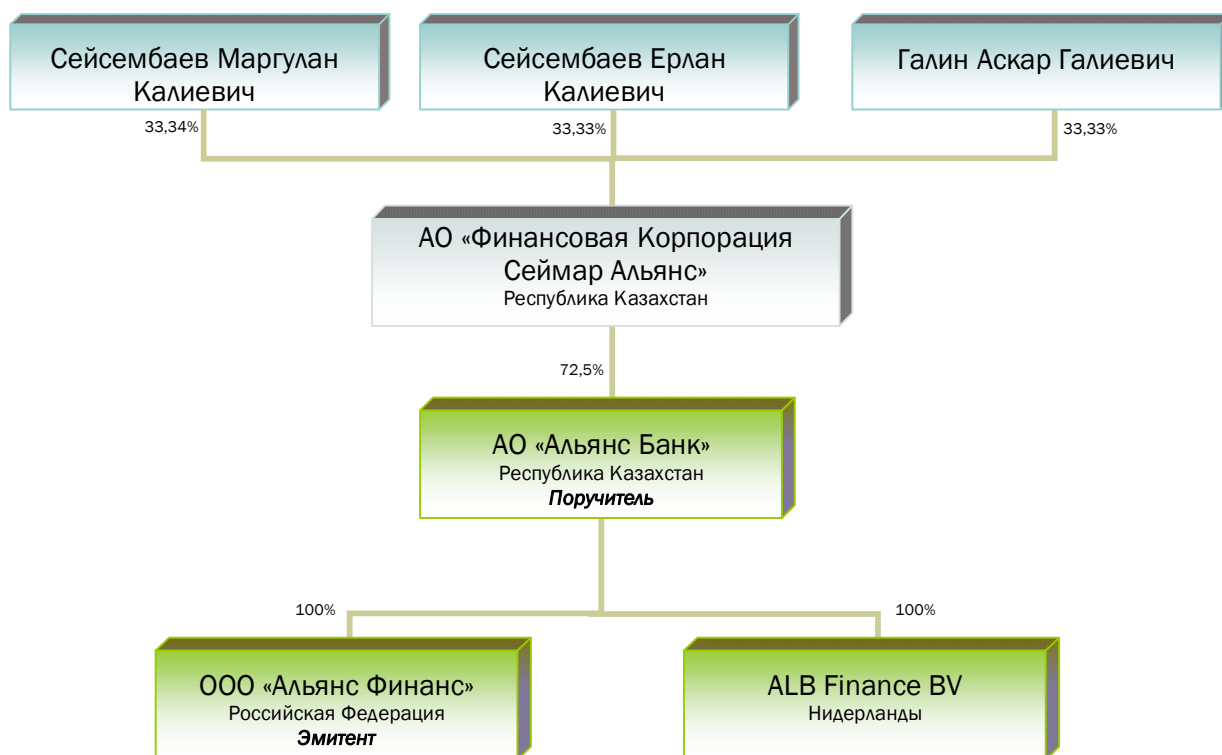 Сейсембаев Маргулан
Калиевич
Сейсембаев Ерлан
Калиевич
Галин Аскар Галиевич
33,34%
33,33%
33,33%
АО «Финансовая Корпорация
Сеймар Альянс»
Республика Казахстан
72,5%
АО «Альянс Банк»
Республика Казахстан
Поручитель
100%
100%
ООО «Альянс Финанс»
Российская Федерация
Эмитент
ALB Finance BV
Нидерланды